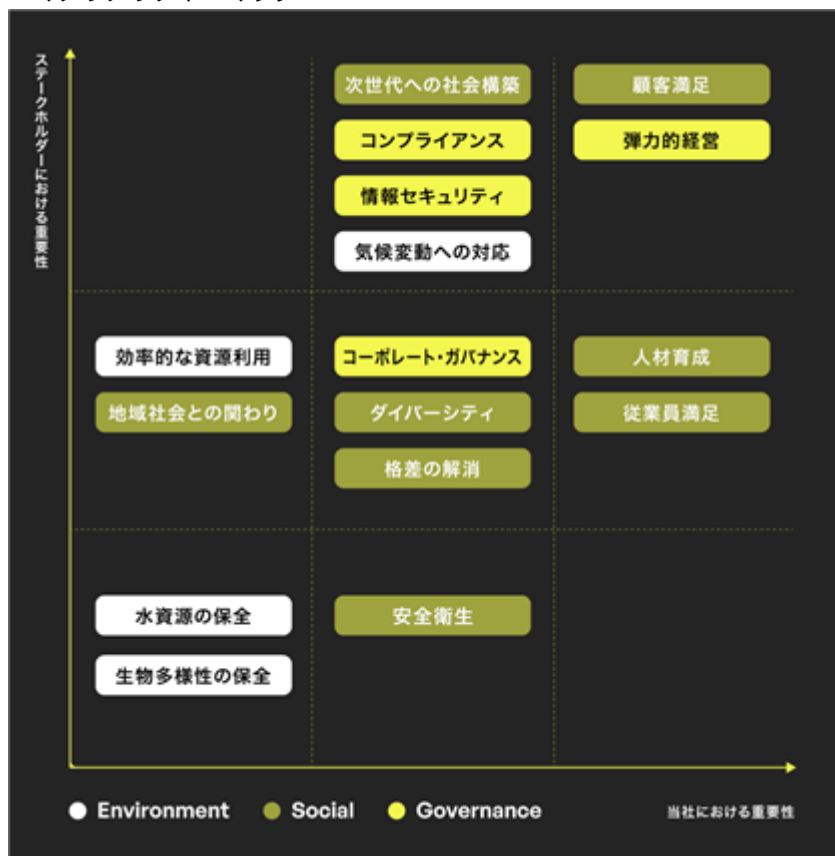 ステークホルダーにおける重要性
次世代への社会構築
顧客満足
コンプライアンス
弾力的経営
情報セキュリティ
気候変動への対応
効率的な資源利用
コーポレート・ガバナンス
人材育成
地域社会との関わり
ダイバーシティ
従業員満足
格差の解消
水資源の保全
安全衛生
生物多様性の保全
Environment
Social
Governance
当社における重要性